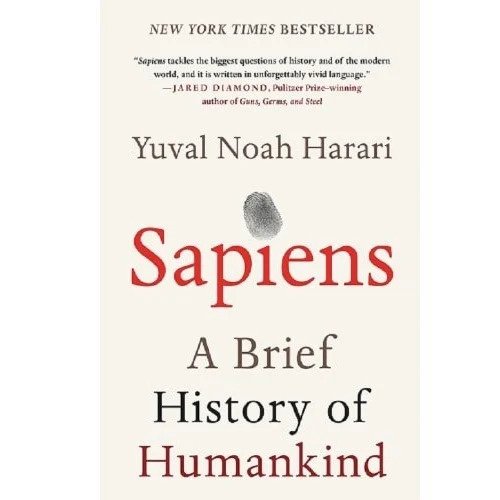 NEW YORK TIMES BESTSELLER
"Sapiens tackles the biggest questions of history and of the modern
world, and it is written in unforgettably vivid language."
—JARED DIAMOND, Pulitzer Prize–winning
author of Guns, Germs, and Steel
Yuval Noah Harari
Sapiens
A Brief
History of
Humankind